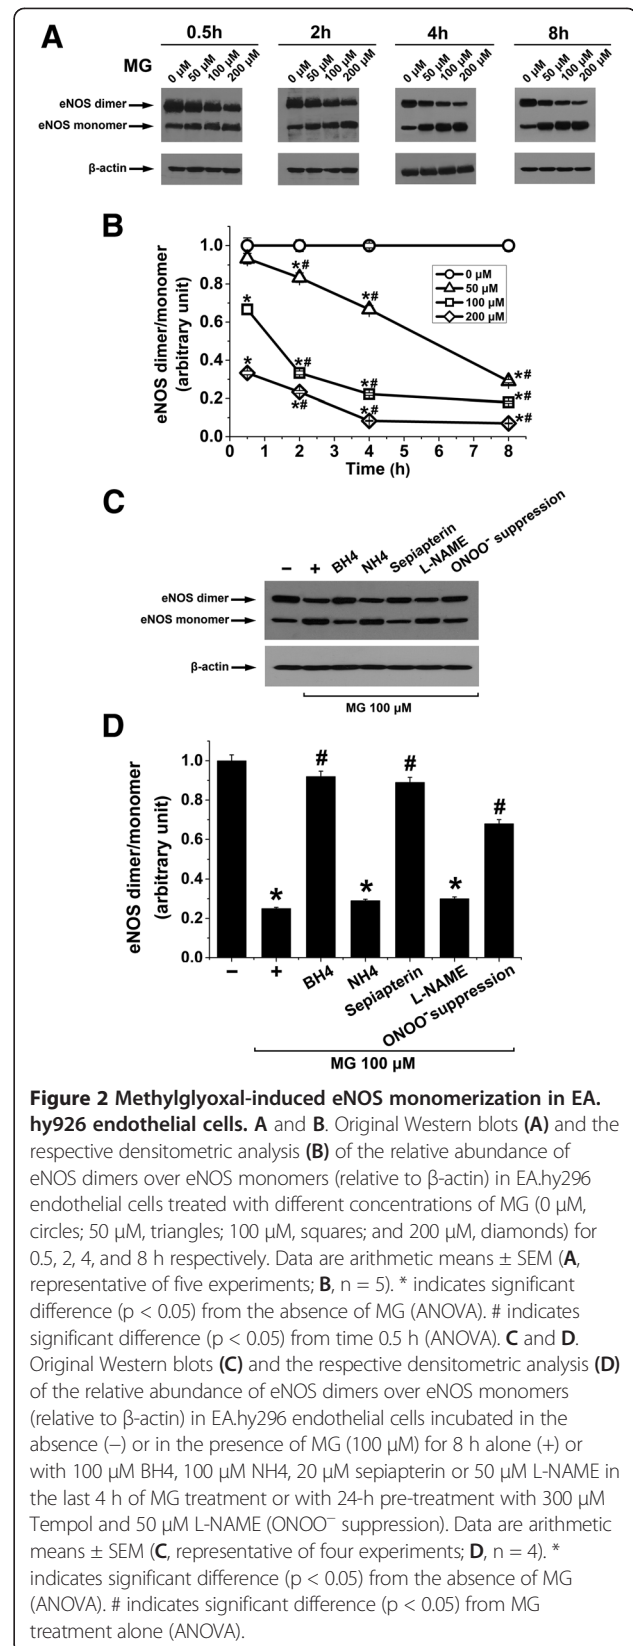 A
0.5h 2h 4h 8h
MG 0 µM 50 µM 100 µM 200 µM 0 µM 50 µM 100 µM 200 µM 0 µM 50 µM 100 µM 200 µM 0 µM 50 µM 100 µM 200 µM
eNOS dimer
eNOS monomer
β-actin
B
eNOS dimer/monomer
(arbitrary unit)
1.0
0.8
0.6
0.4
0.2
0.0
0 µM
50 µM
100 µM
200 µM
*# *# *#
* *# *# *#
* *# *# *#
0 1 2 3 4 5 6 7 8
Time (h)
C
− + BH4 NH4 Sepiapterin L-NAME ONOO⁻ suppression
eNOS dimer
eNOS monomer
β-actin
MG 100 µM
D
eNOS dimer/monomer
(arbitrary unit)
1.0
0.8
0.6
0.4
0.2
0.0
* # * # * #
− + BH4 NH4 Sepiapterin L-NAME ONOO⁻suppression
MG 100 µM
Figure 2 Methylglyoxal-induced eNOS monomerization in EA.
hy926 endothelial cells. A and B. Original Western blots (A) and the
respective densitometric analysis (B) of the relative abundance of
eNOS dimers over eNOS monomers (relative to β-actin) in EA.hy296
endothelial cells treated with different concentrations of MG (0 µM,
circles; 50 µM, triangles; 100 µM, squares; and 200 µM, diamonds) for
0.5, 2, 4, and 8 h respectively. Data are arithmetic means ± SEM (A,
representative of five experiments; B, n = 5). * indicates significant
difference (p < 0.05) from the absence of MG (ANOVA). # indicates
significant difference (p < 0.05) from time 0.5 h (ANOVA). C and D.
Original Western blots (C) and the respective densitometric analysis (D)
of the relative abundance of eNOS dimers over eNOS monomers
(relative to β-actin) in EA.hy296 endothelial cells incubated in the
absence (−) or in the presence of MG (100 µM) for 8 h alone (+) or
with 100 µM BH4, 100 µM NH4, 20 µM sepiapterin or 50 µM L-NAME in
the last 4 h of MG treatment or with 24-h pre-treatment with 300 µM
Tempol and 50 µM L-NAME (ONOO⁻ suppression). Data are arithmetic
means ± SEM (C, representative of four experiments; D, n = 4). *
indicates significant difference (p < 0.05) from the absence of MG
(ANOVA). # indicates significant difference (p < 0.05) from MG
treatment alone (ANOVA).